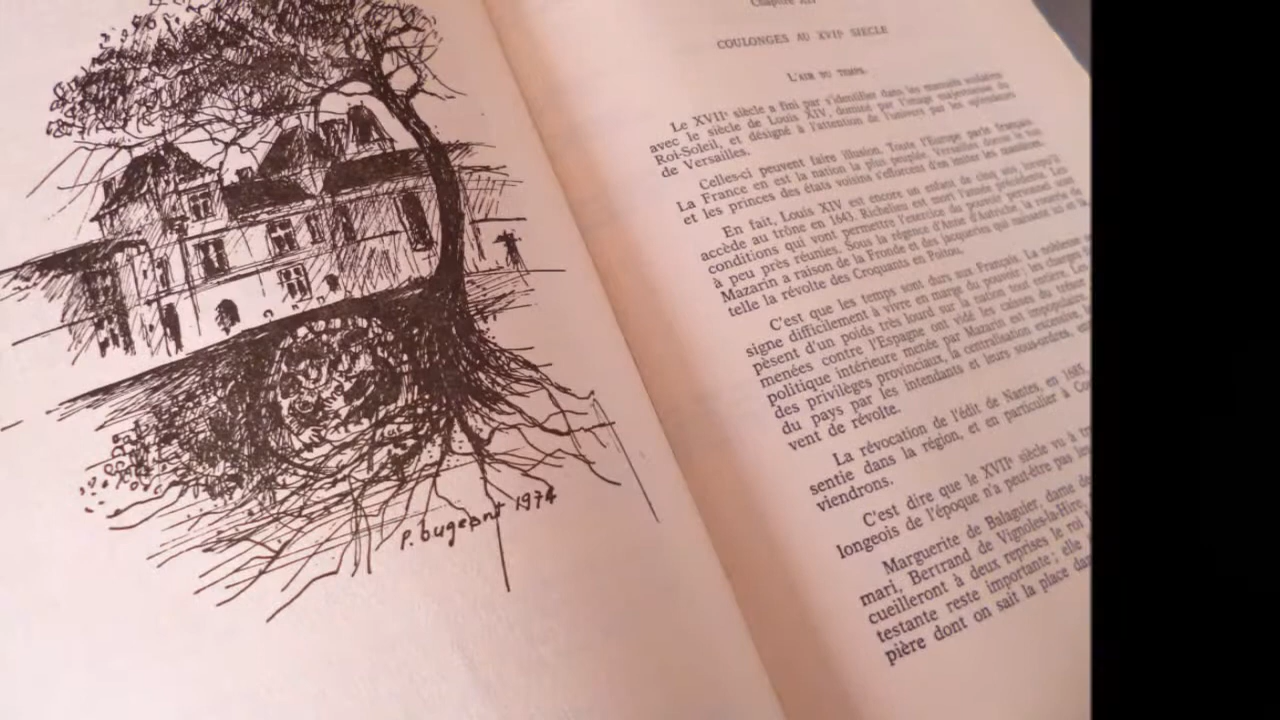 P. bugeant 1974
Chapitre XII
COULONGES AU XVIIe SIECLE
L'AIR DU TEMPS.
Le XVIIe siècle a fini par s'identifier dans les manuels scolaires
avec le siècle de Louis XIV, dominé par l'image majestueuse du
Roi-Soleil, et désigné à l'attention de l'univers par les splendeurs
de Versailles.
Celles-ci peuvent faire illusion. Toute l'Europe parle français.
La France en est la nation la plus peuplée. Versailles donne le ton
et les princes des états voisins s'efforcent d'en imiter les manières.
En fait, Louis XIV est encore un enfant de cinq ans lorsqu'il
accède au trône en 1643. Richelieu est mort l'année précédente. Les
conditions qui vont permettre l'exercice du pouvoir personnel sont
à peu près réunies. Sous la régence d'Anne d'Autriche, la
Mazarin a raison de la Fronde et des jacqueries qui naissent ici et là,
telle la révolte des Croquants en Poitou.
C'est que les temps sont durs aux Français. La noblesse
signe difficilement à vivre en marge du pouvoir ; les charges
pèsent d'un poids très lourd sur la nation tout entière. Les
menées contre l'Espagne ont vidé les caisses du trésor
politique intérieure menée par Mazarin est impopulaire
des privilèges provinciaux, la centralisation excessive,
du pays par les intendants et leurs sous-ordres,
vent de révolte.
La révocation de l'édit de Nantes, en 1685,
sentie dans la région, et en particulier à Cou
viendrons.
C'est dire que le XVIIe siècle vu à tr
longeois de l'époque n'a peut-être pas le
Marguerite de Balaguier, dame de
mari, Bertrand de Vignoles-la-Hire,
cueilleront à deux reprises le roi
testante reste importante ; elle
pière dont on sait la place da